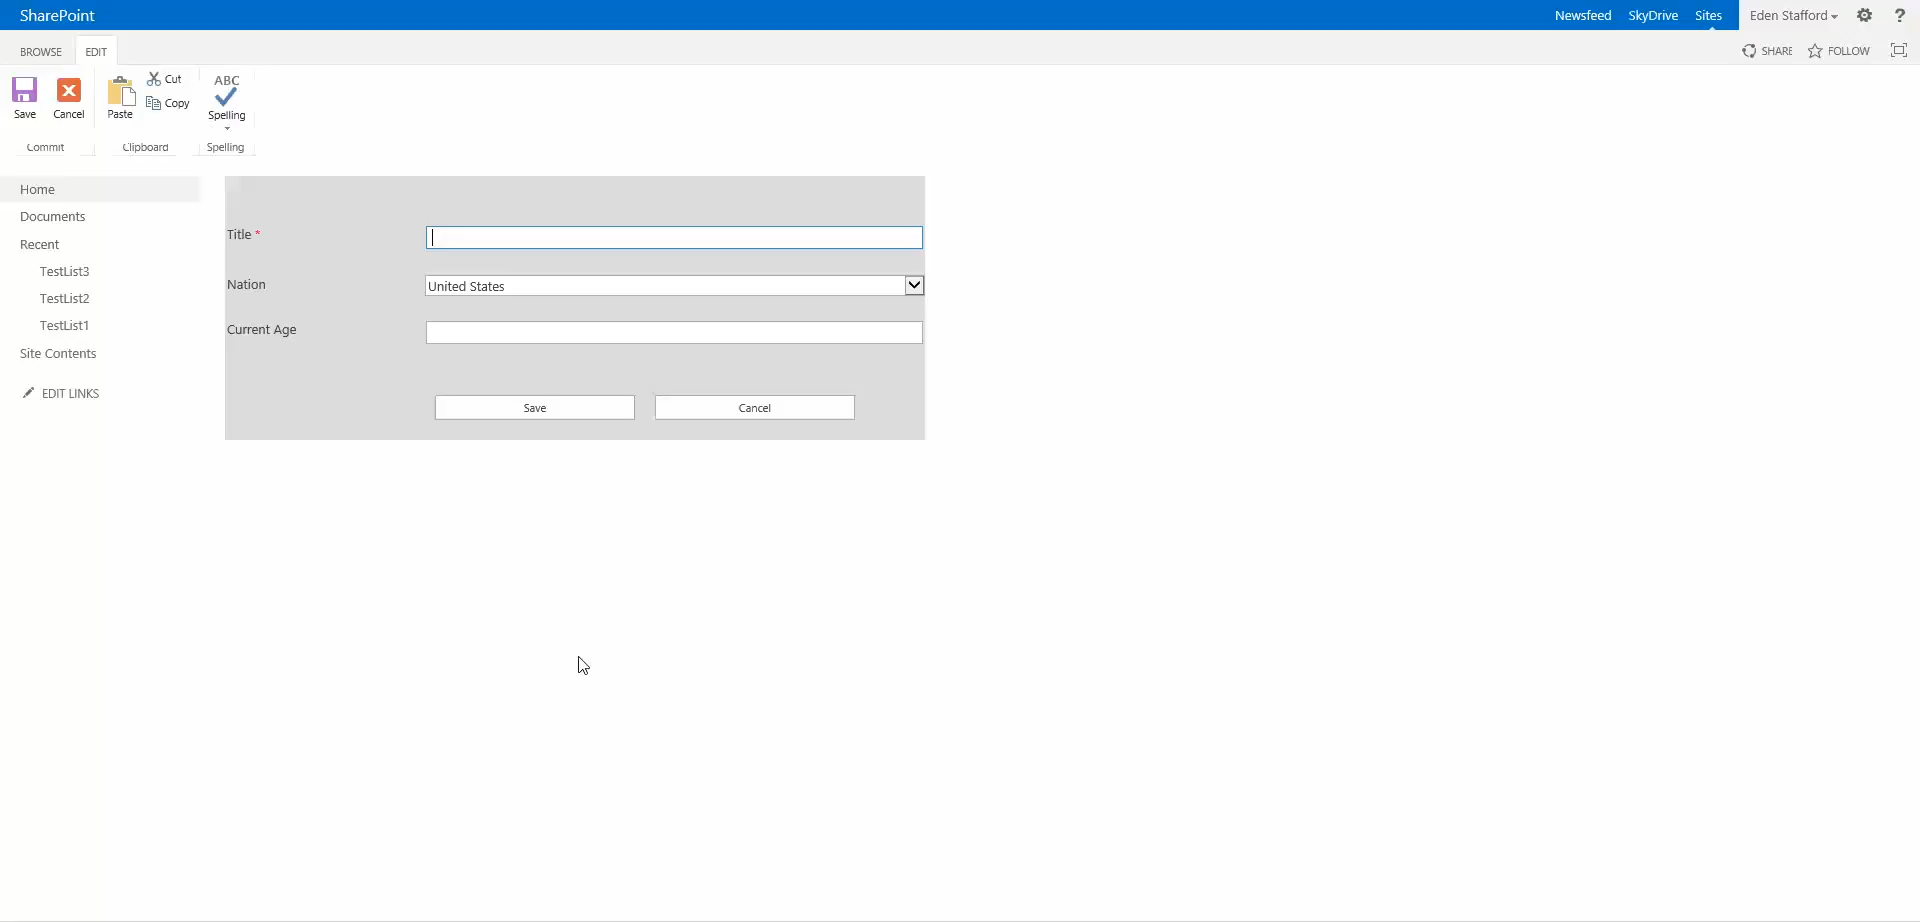 SharePoint
Newsfeed SkyDrive Sites Eden Stafford ?
BROWSE EDIT
SHARE FOLLOW
Save Cancel Paste Cut Copy ABC Spelling
Commit Clipboard Spelling
Home
Documents
Recent
TestList3
TestList2
TestList1
Site Contents
EDIT LINKS
Title *
Nation United States
Current Age
Save Cancel